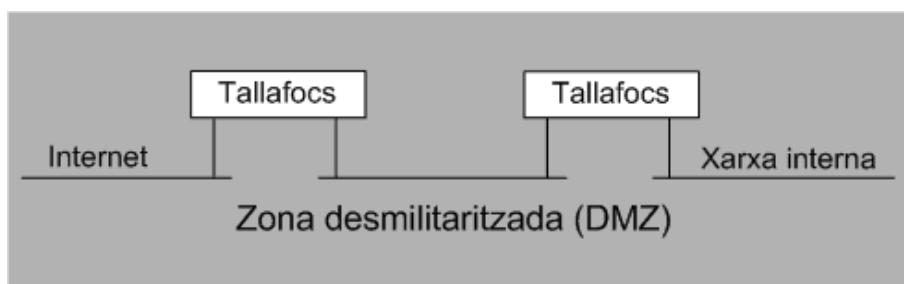 Tallafocs
Tallafocs
Internet
Xarxa interna
Zona desmilitaritzada (DMZ)